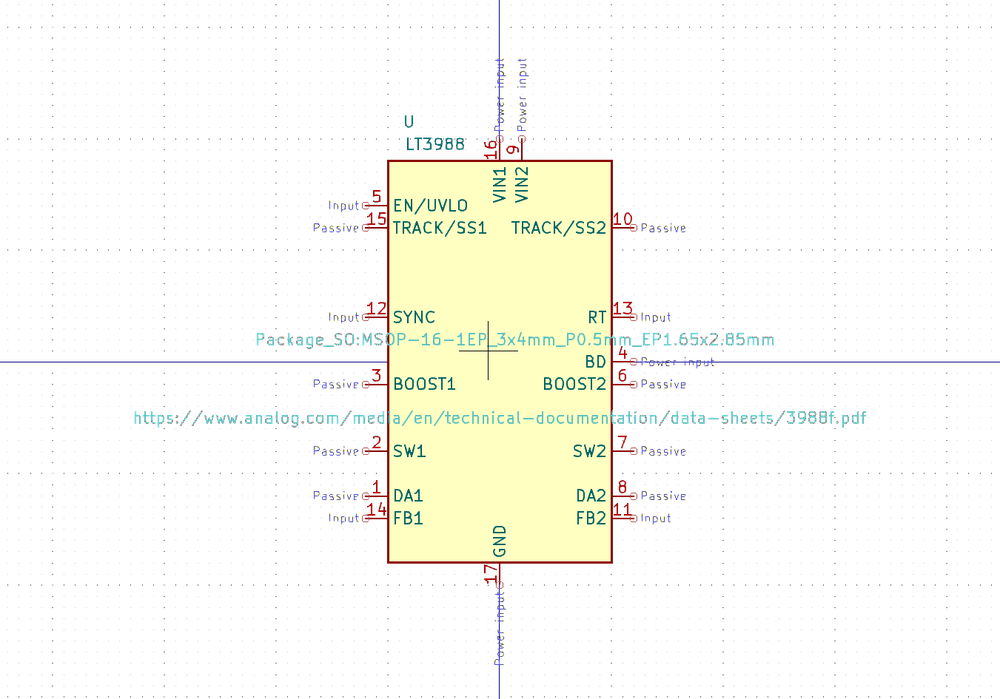 Power input Power input
U
LT3988
16 9
VIN1 VIN2
Input 5 EN/UVLO
Passive 15 TRACK/SS1 TRACK/SS2 10 Passive
Input 12 SYNC RT 13 Input
Package_SO:MSOP-16-1EP_3x4mm_P0.5mm_EP1.65x2.85mm
BD 4 Power input
Passive 3 BOOST1 BOOST2 6 Passive
https://www.analog.com/media/en/technical-documentation/data-sheets/3988f.pdf
Passive 2 SW1 SW2 7 Passive
Passive 1 DA1 DA2 8 Passive
Input 14 FB1 FB2 11 Input
GND
17
Power input